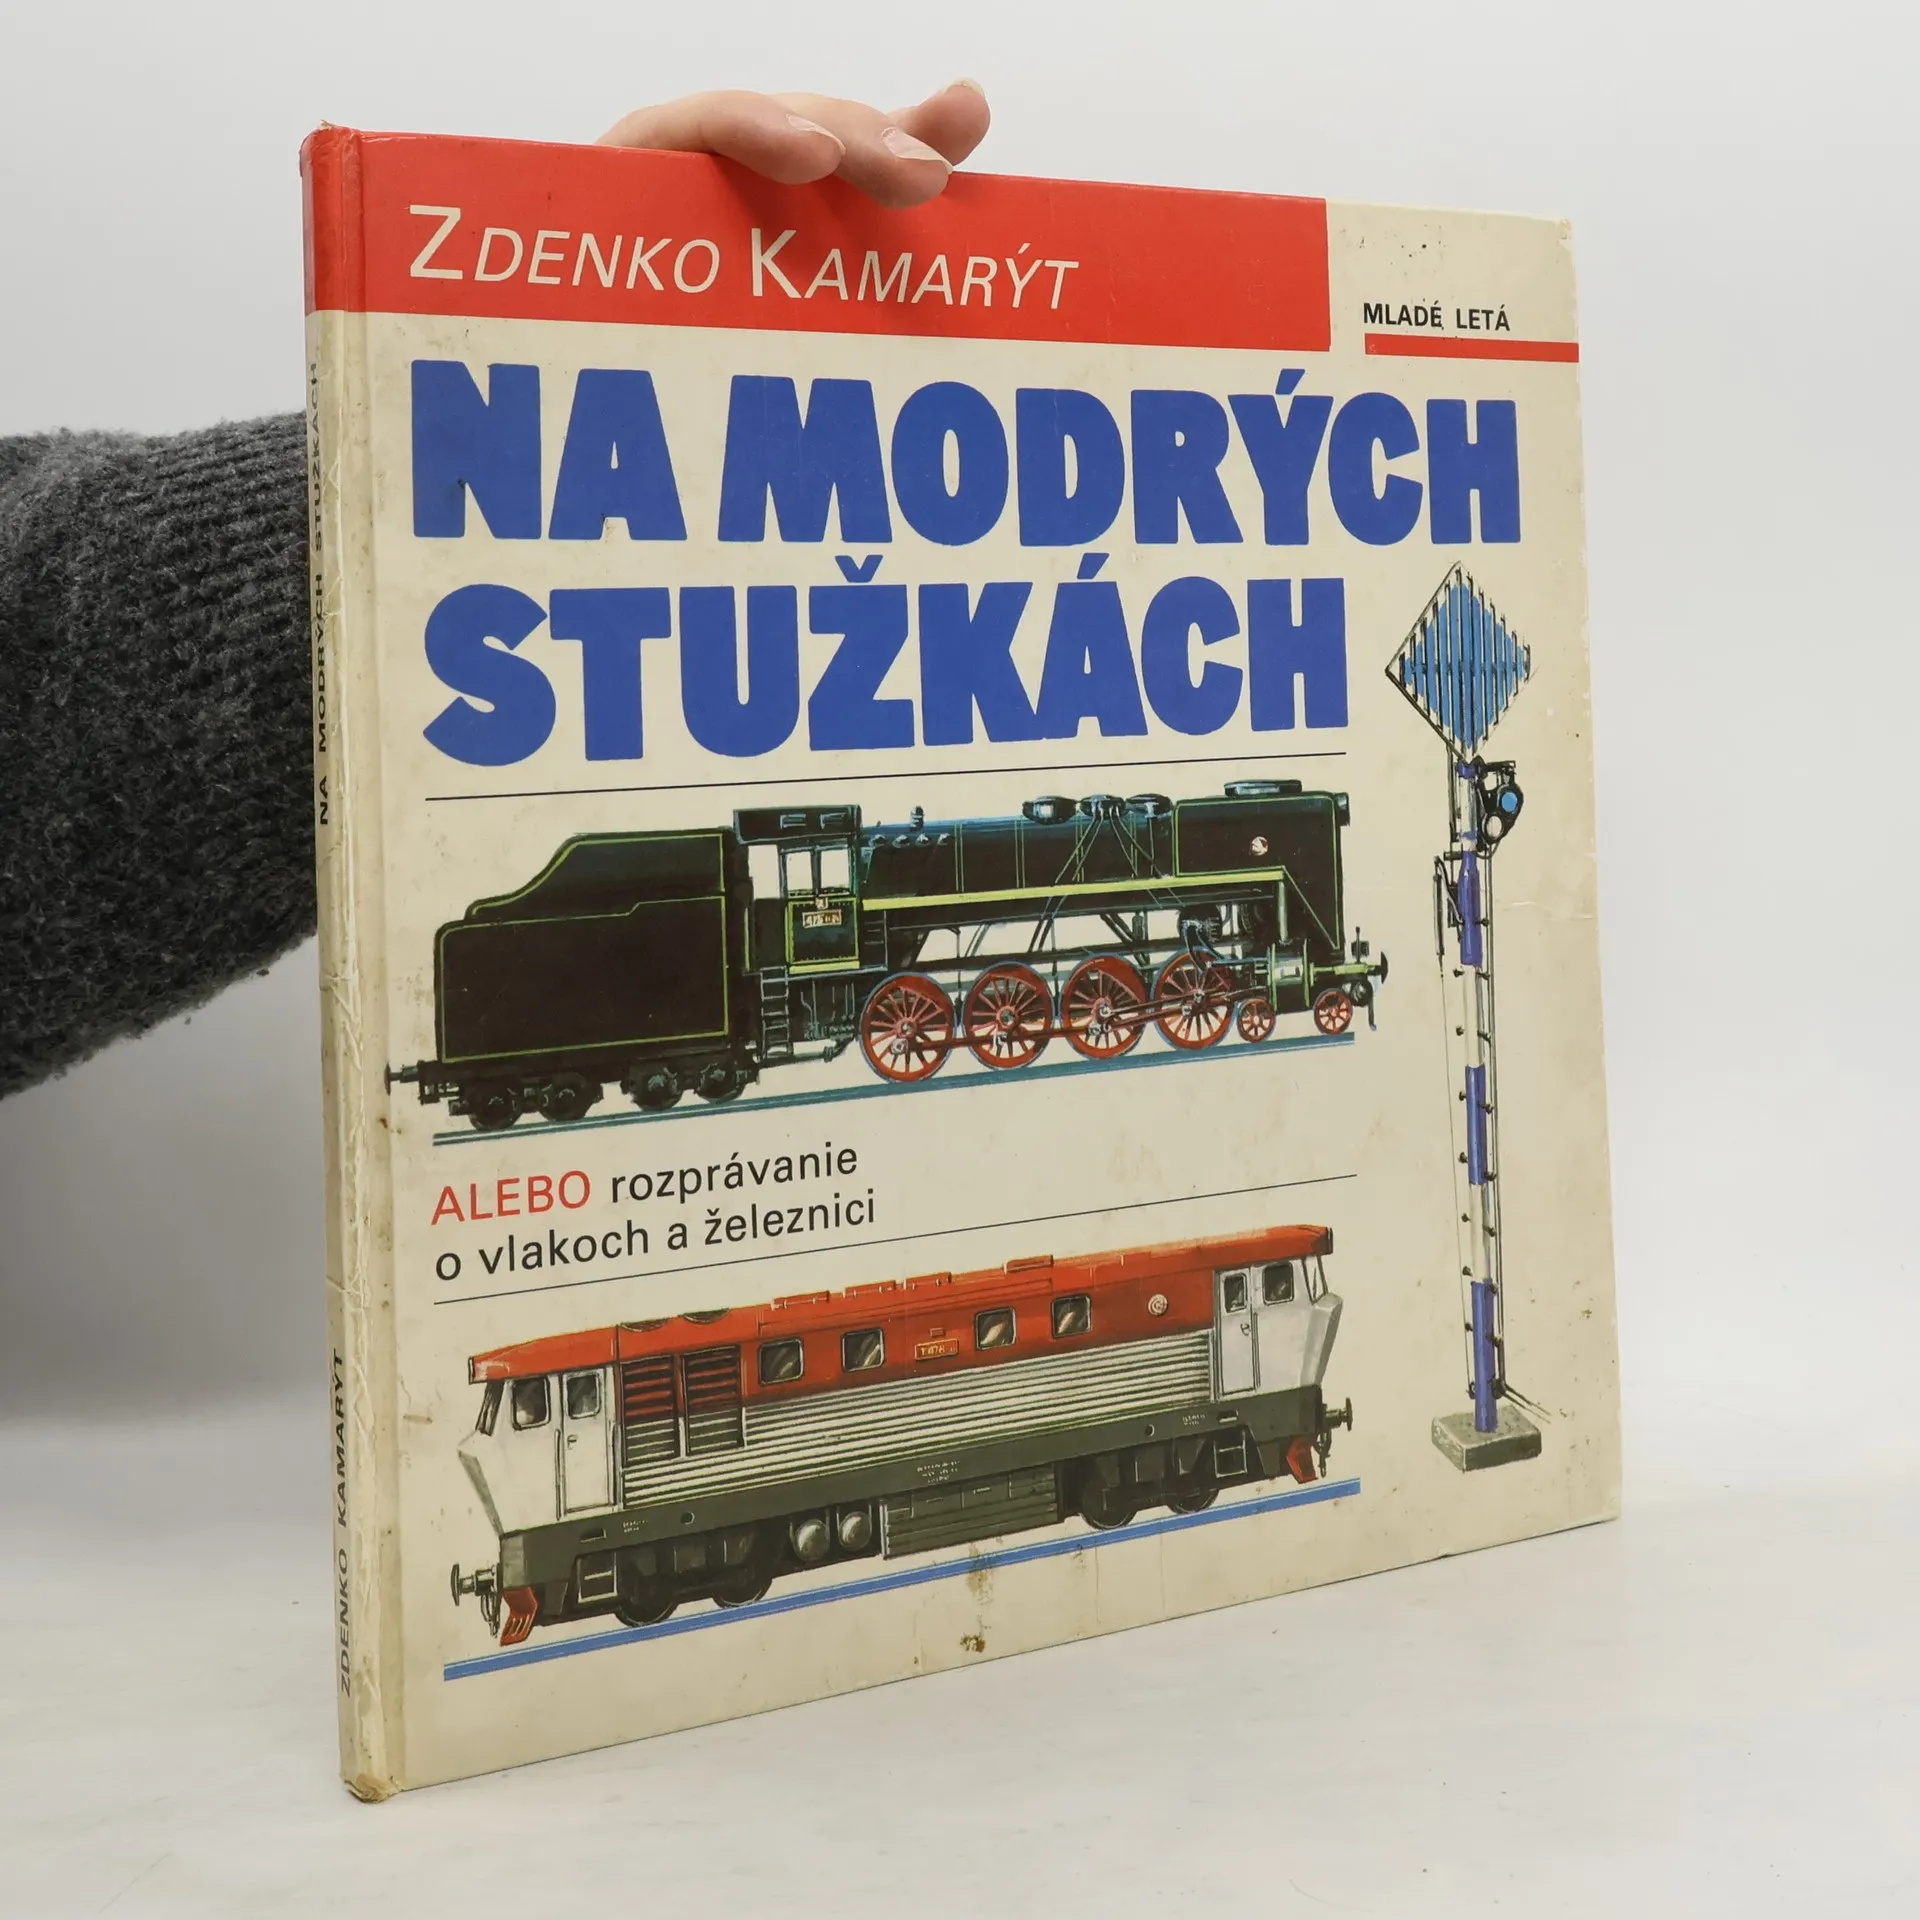 ZDENKO KAMARÝT
MLADÉ LETÁ
NA MODRÝCH
STUŽKÁCH
ALEBO rozprávanie
o vlakoch a železnici
ZDENKO KAMARÝT NA MODRÝCH STUŽKÁCH